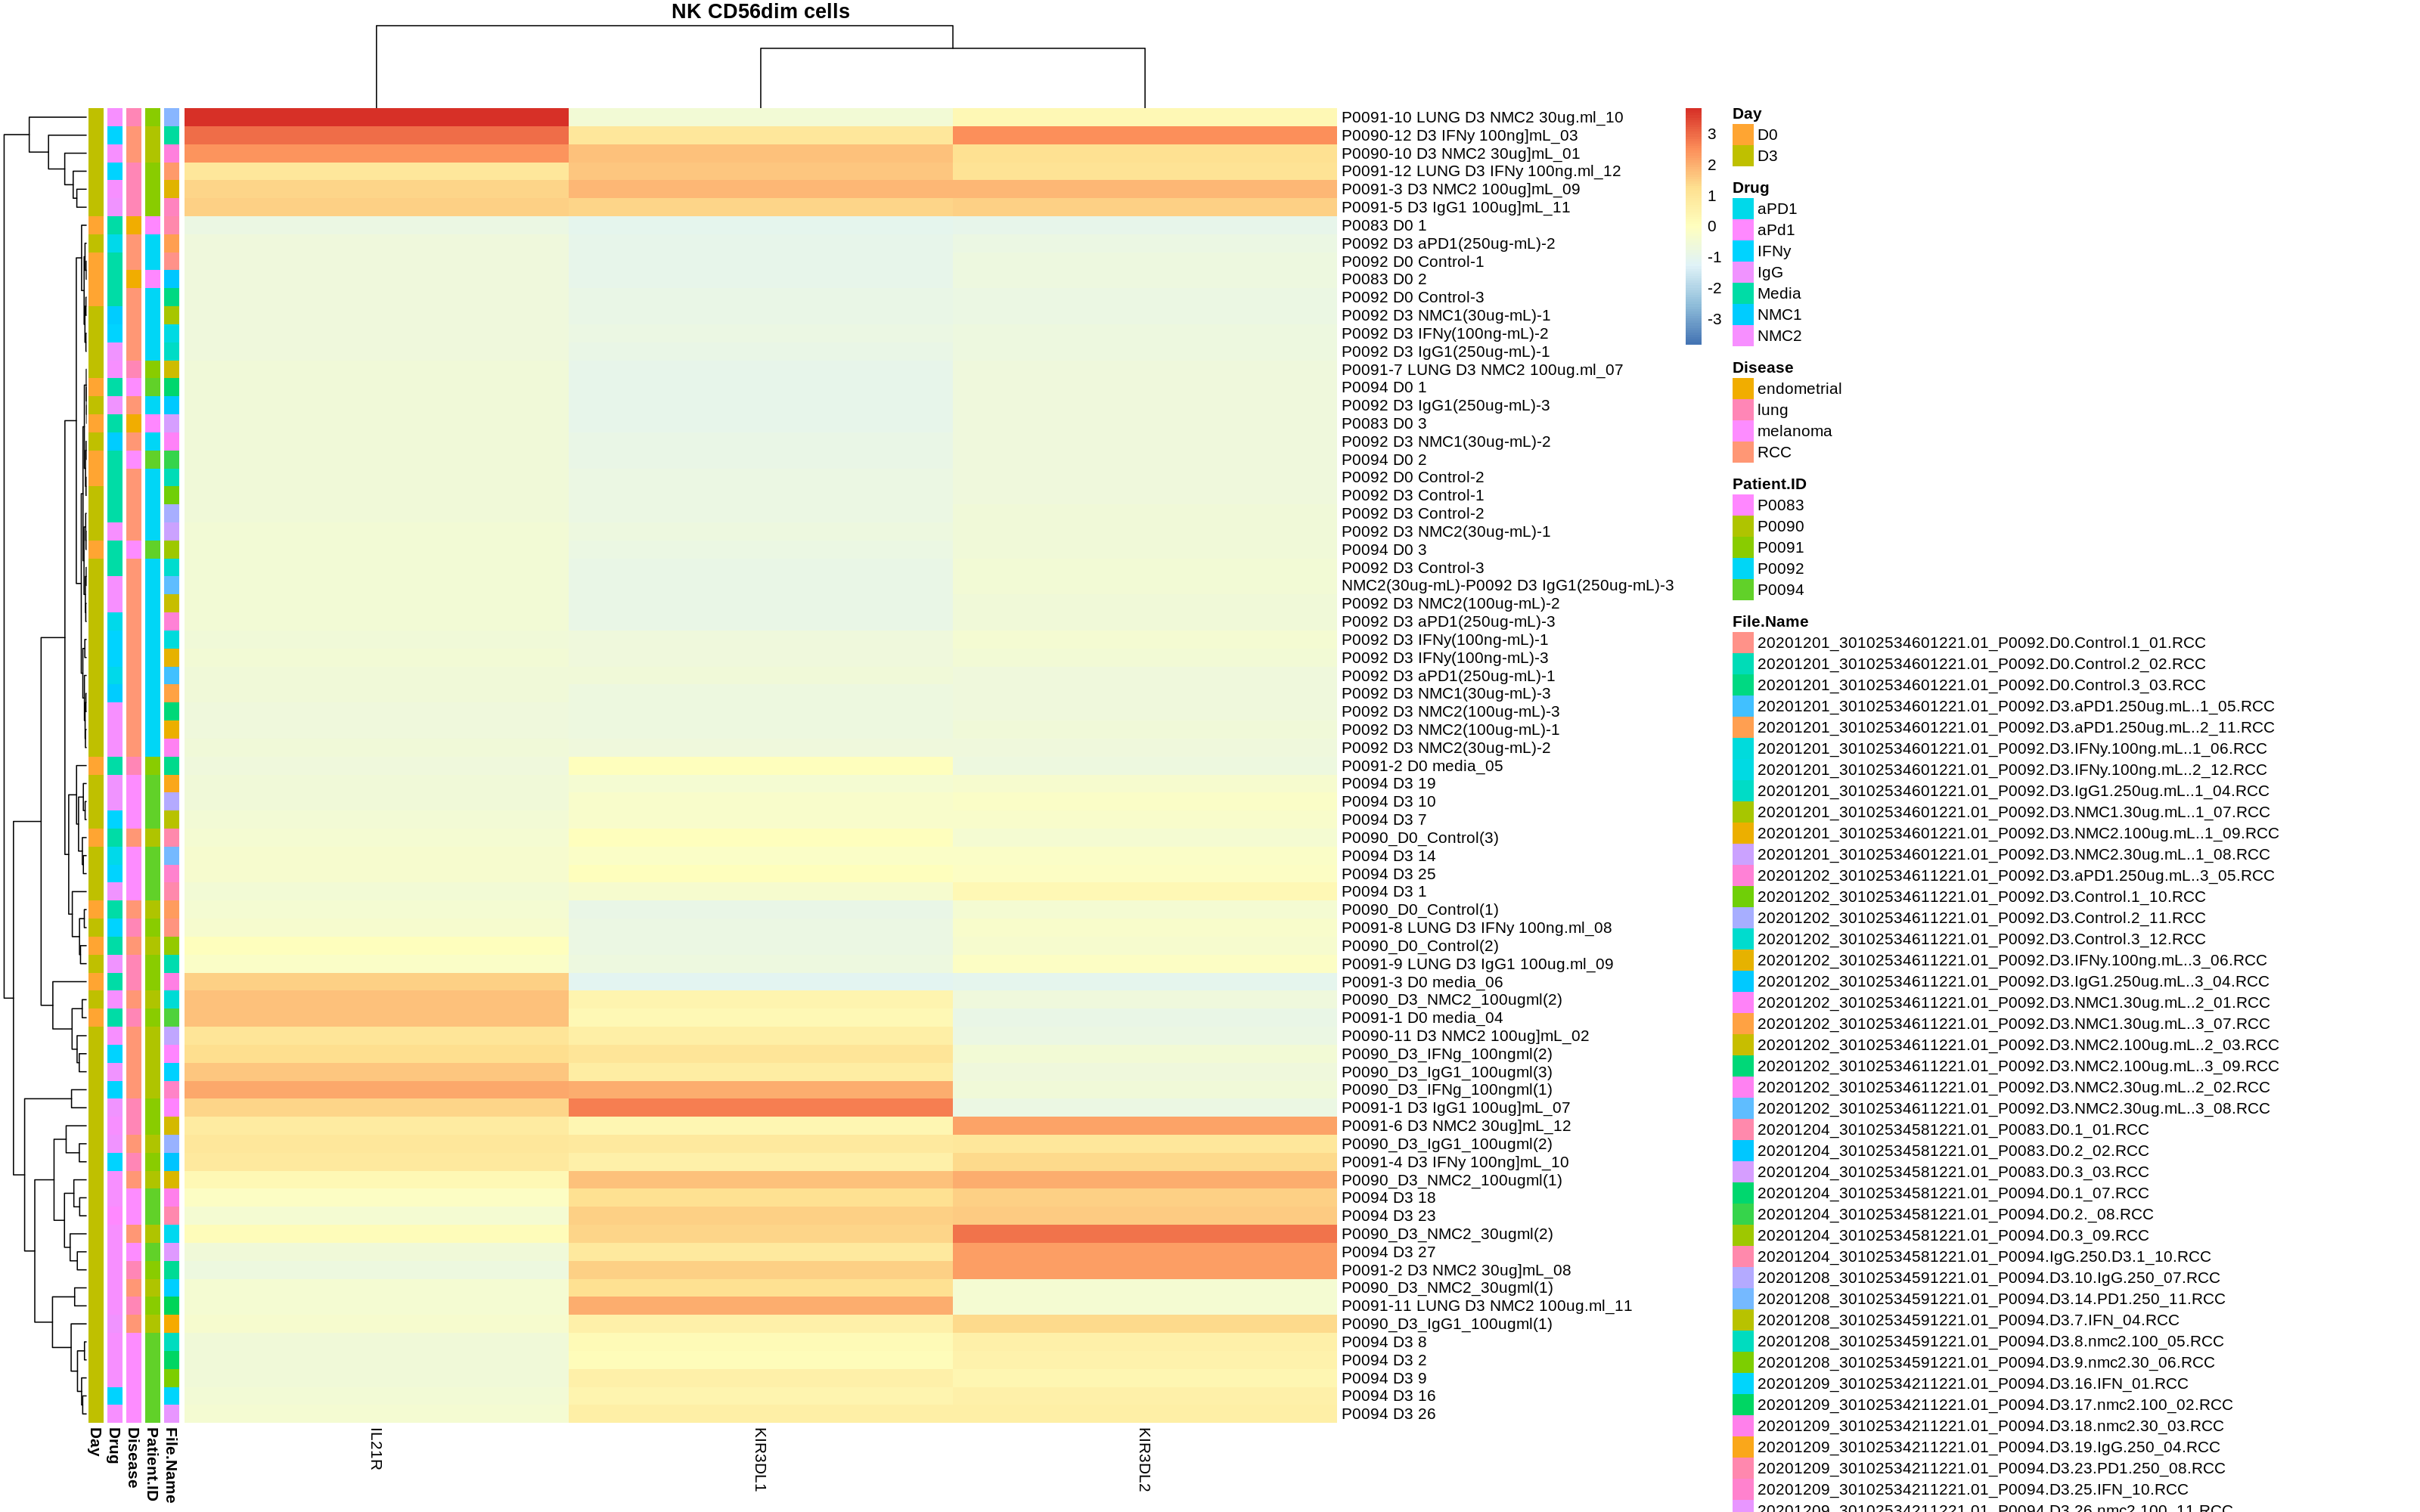 NK CD56dim cells
P0091-10 LUNG D3 NMC2 30ug.ml_10
P0090-12 D3 IFNy 100ng]mL_03
P0090-10 D3 NMC2 30ug]mL_01
P0091-12 LUNG D3 IFNy 100ng.ml_12
P0091-3 D3 NMC2 100ug]mL_09
P0091-5 D3 IgG1 100ug]mL_11
P0083 D0 1
P0092 D3 aPD1(250ug-mL)-2
P0092 D0 Control-1
P0083 D0 2
P0092 D0 Control-3
P0092 D3 NMC1(30ug-mL)-1
P0092 D3 IFNy(100ng-mL)-2
P0092 D3 IgG1(250ug-mL)-1
P0091-7 LUNG D3 NMC2 100ug.ml_07
P0094 D0 1
P0092 D3 IgG1(250ug-mL)-3
P0083 D0 3
P0092 D3 NMC1(30ug-mL)-2
P0094 D0 2
P0092 D0 Control-2
P0092 D3 Control-1
P0092 D3 Control-2
P0092 D3 NMC2(30ug-mL)-1
P0094 D0 3
P0092 D3 Control-3
NMC2(30ug-mL)-P0092 D3 IgG1(250ug-mL)-3
P0092 D3 NMC2(100ug-mL)-2
P0092 D3 aPD1(250ug-mL)-3
P0092 D3 IFNy(100ng-mL)-1
P0092 D3 IFNy(100ng-mL)-3
P0092 D3 aPD1(250ug-mL)-1
P0092 D3 NMC1(30ug-mL)-3
P0092 D3 NMC2(100ug-mL)-3
P0092 D3 NMC2(100ug-mL)-1
P0092 D3 NMC2(30ug-mL)-2
P0091-2 D0 media_05
P0094 D3 19
P0094 D3 10
P0094 D3 7
P0090_D0_Control(3)
P0094 D3 14
P0094 D3 25
P0094 D3 1
P0090_D0_Control(1)
P0091-8 LUNG D3 IFNy 100ng.ml_08
P0090_D0_Control(2)
P0091-9 LUNG D3 IgG1 100ug.ml_09
P0091-3 D0 media_06
P0090_D3_NMC2_100ugml(2)
P0091-1 D0 media_04
P0090-11 D3 NMC2 100ug]mL_02
P0090_D3_IFNg_100ngml(2)
P0090_D3_IgG1_100ugml(3)
P0090_D3_IFNg_100ngml(1)
P0091-1 D3 IgG1 100ug]mL_07
P0091-6 D3 NMC2 30ug]mL_12
P0090_D3_IgG1_100ugml(2)
P0091-4 D3 IFNy 100ng]mL_10
P0090_D3_NMC2_100ugml(1)
P0094 D3 18
P0094 D3 23
P0090_D3_NMC2_30ugml(2)
P0094 D3 27
P0091-2 D3 NMC2 30ug]mL_08
P0090_D3_NMC2_30ugml(1)
P0091-11 LUNG D3 NMC2 100ug.ml_11
P0090_D3_IgG1_100ugml(1)
P0094 D3 8
P0094 D3 2
P0094 D3 9
P0094 D3 16
P0094 D3 26
Day
Drug
Disease
Patient.ID
File.Name
IL21R
KIR3DL1
KIR3DL2
3
2
1
0
-1
-2
-3
Day
D0
D3
Drug
aPD1
aPd1
IFNy
IgG
Media
NMC1
NMC2
Disease
endometrial
lung
melanoma
RCC
Patient.ID
P0083
P0090
P0091
P0092
P0094
File.Name
20201201_30102534601221.01_P0092.D0.Control.1_01.RCC
20201201_30102534601221.01_P0092.D0.Control.2_02.RCC
20201201_30102534601221.01_P0092.D0.Control.3_03.RCC
20201201_30102534601221.01_P0092.D3.aPD1.250ug.mL..1_05.RCC
20201201_30102534601221.01_P0092.D3.aPD1.250ug.mL..2_11.RCC
20201201_30102534601221.01_P0092.D3.IFNy.100ng.mL..1_06.RCC
20201201_30102534601221.01_P0092.D3.IFNy.100ng.mL..2_12.RCC
20201201_30102534601221.01_P0092.D3.IgG1.250ug.mL..1_04.RCC
20201201_30102534601221.01_P0092.D3.NMC1.30ug.mL..1_07.RCC
20201201_30102534601221.01_P0092.D3.NMC2.100ug.mL..1_09.RCC
20201201_30102534601221.01_P0092.D3.NMC2.30ug.mL..1_08.RCC
20201202_30102534611221.01_P0092.D3.aPD1.250ug.mL..3_05.RCC
20201202_30102534611221.01_P0092.D3.Control.1_10.RCC
20201202_30102534611221.01_P0092.D3.Control.2_11.RCC
20201202_30102534611221.01_P0092.D3.Control.3_12.RCC
20201202_30102534611221.01_P0092.D3.IFNy.100ng.mL..3_06.RCC
20201202_30102534611221.01_P0092.D3.IgG1.250ug.mL..3_04.RCC
20201202_30102534611221.01_P0092.D3.NMC1.30ug.mL..2_01.RCC
20201202_30102534611221.01_P0092.D3.NMC1.30ug.mL..3_07.RCC
20201202_30102534611221.01_P0092.D3.NMC2.100ug.mL..2_03.RCC
20201202_30102534611221.01_P0092.D3.NMC2.100ug.mL..3_09.RCC
20201202_30102534611221.01_P0092.D3.NMC2.30ug.mL..2_02.RCC
20201202_30102534611221.01_P0092.D3.NMC2.30ug.mL..3_08.RCC
20201204_30102534581221.01_P0083.D0.1_01.RCC
20201204_30102534581221.01_P0083.D0.2_02.RCC
20201204_30102534581221.01_P0083.D0.3_03.RCC
20201204_30102534581221.01_P0094.D0.1_07.RCC
20201204_30102534581221.01_P0094.D0.2._08.RCC
20201204_30102534581221.01_P0094.D0.3_09.RCC
20201204_30102534581221.01_P0094.IgG.250.D3.1_10.RCC
20201208_30102534591221.01_P0094.D3.10.IgG.250_07.RCC
20201208_30102534591221.01_P0094.D3.14.PD1.250_11.RCC
20201208_30102534591221.01_P0094.D3.7.IFN_04.RCC
20201208_30102534591221.01_P0094.D3.8.nmc2.100_05.RCC
20201208_30102534591221.01_P0094.D3.9.nmc2.30_06.RCC
20201209_30102534211221.01_P0094.D3.16.IFN_01.RCC
20201209_30102534211221.01_P0094.D3.17.nmc2.100_02.RCC
20201209_30102534211221.01_P0094.D3.18.nmc2.30_03.RCC
20201209_30102534211221.01_P0094.D3.19.IgG.250_04.RCC
20201209_30102534211221.01_P0094.D3.23.PD1.250_08.RCC
20201209_30102534211221.01_P0094.D3.25.IFN_10.RCC
20201209_30102534211221.01_P0094.D3.26.nmc2.100_11.RCC